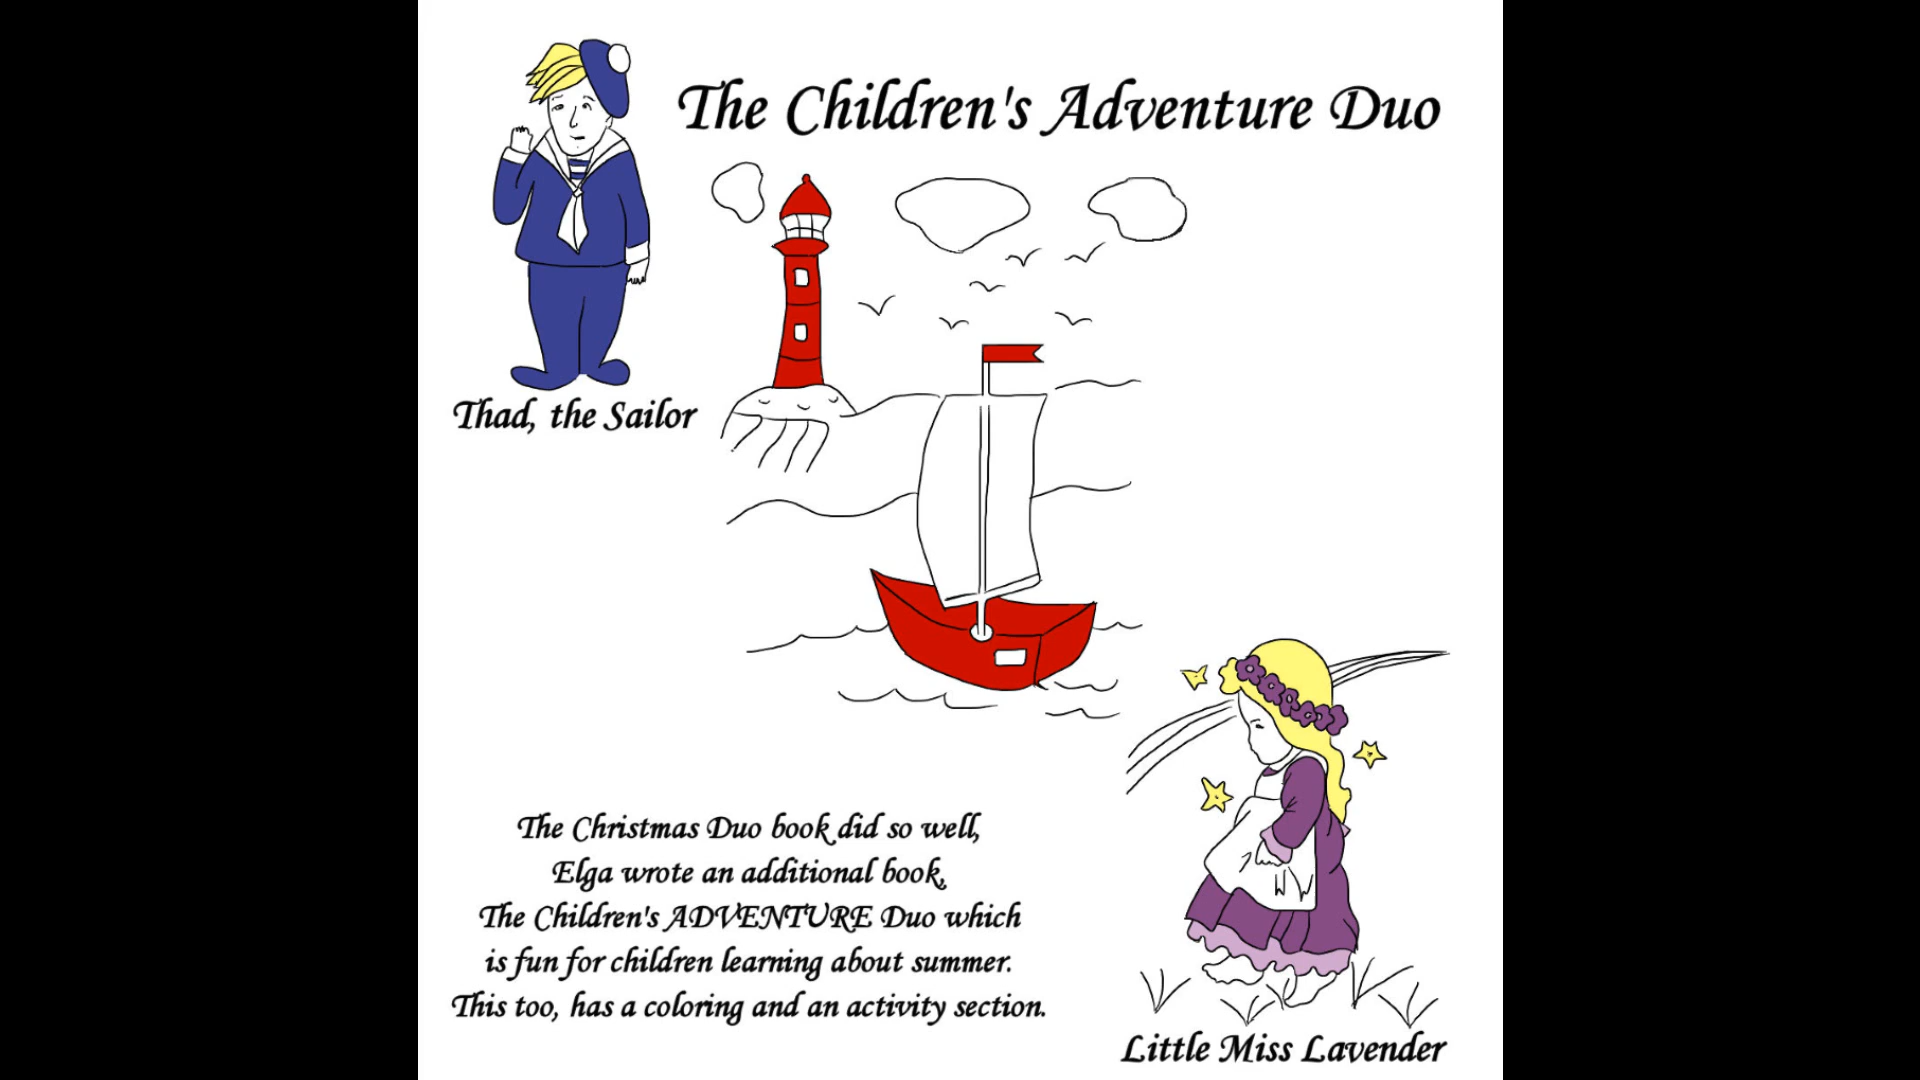 The Children's Adventure Duo
Thad, the Sailor
The Christmas Duo book did so well,
Elga wrote an additional book,
The Children's ADVENTURE Duo which
is fun for children learning about summer.
This too, has a coloring and an activity section.
Little Miss Lavender